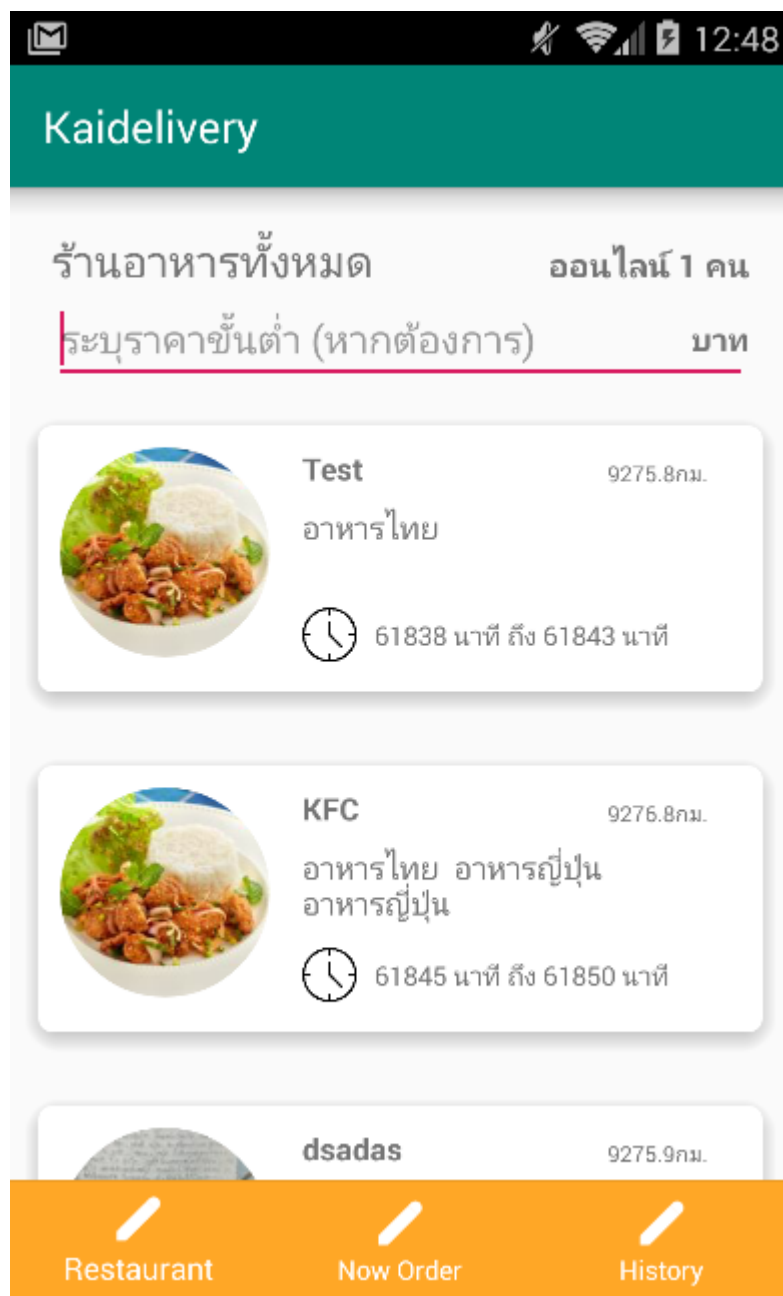 12:48
Kaidelivery
ร้านอาหารทั้งหมด ออนไลน์ 1 คน
ระบุราคาขั้นต่ำ (หากต้องการ) บาท
Test 9275.8กม.
อาหารไทย
61838 นาที ถึง 61843 นาที
KFC 9276.8กม.
อาหารไทย อาหารญี่ปุ่น
อาหารญี่ปุ่น
61845 นาที ถึง 61850 นาที
dsadas 9275.9กม.
Restaurant Now Order History